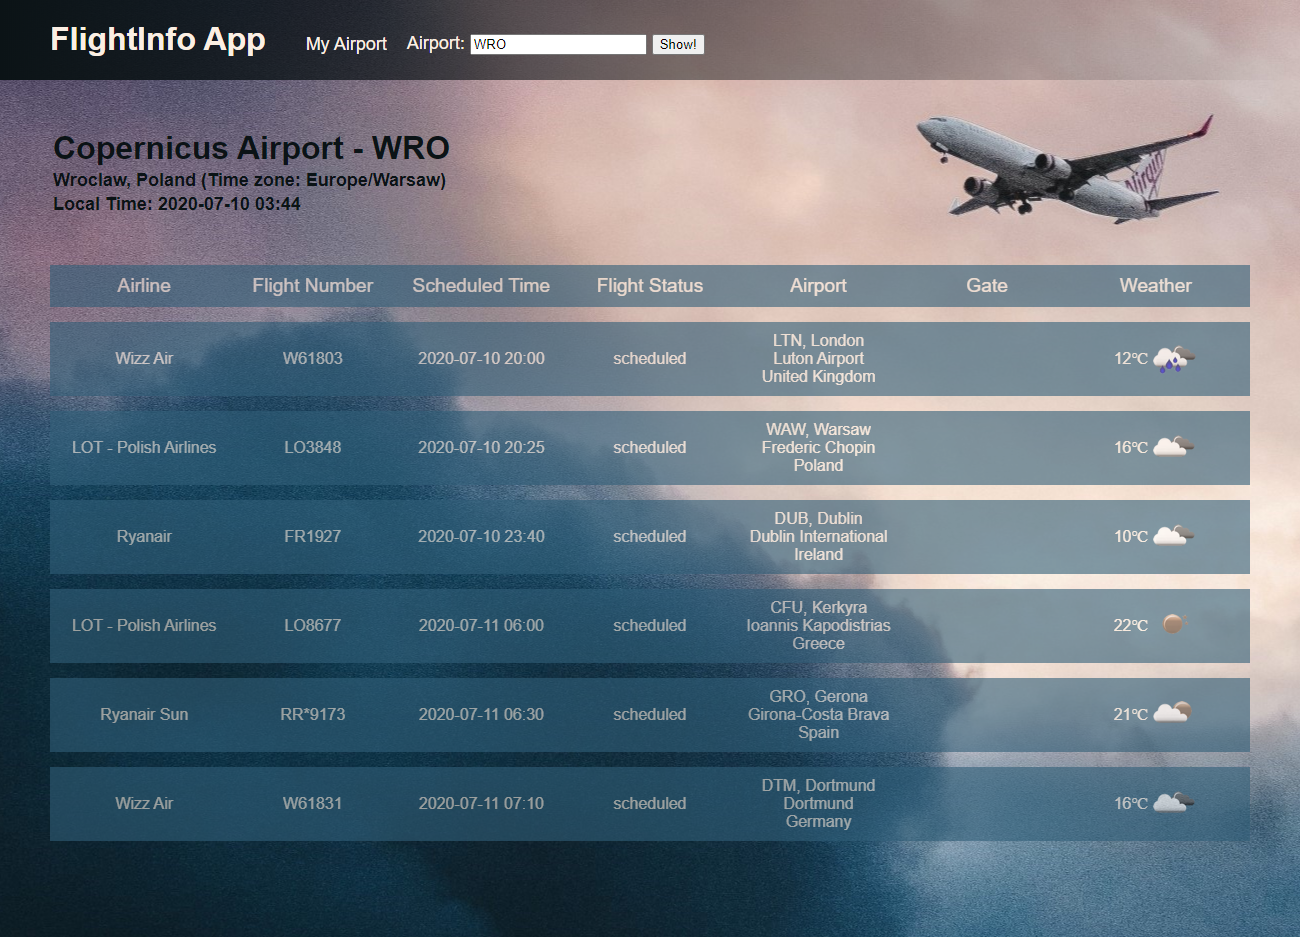 FlightInfo App
My Airport
Airport: WRO Show!
Copernicus Airport - WRO
Wroclaw, Poland (Time zone: Europe/Warsaw)
Local Time: 2020-07-10 03:44
Virgin
Airline Flight Number Scheduled Time Flight Status Airport Gate Weather
Wizz Air W61803 2020-07-10 20:00 scheduled LTN, London
Luton Airport
United Kingdom
12°C
LOT - Polish Airlines LO3848 2020-07-10 20:25 scheduled WAW, Warsaw
Frederic Chopin
Poland
16°C
Ryanair FR1927 2020-07-10 23:40 scheduled DUB, Dublin
Dublin International
Ireland
10°C
LOT - Polish Airlines LO8677 2020-07-11 06:00 scheduled CFU, Kerkyra
Ioannis Kapodistrias
Greece
22°C
Ryanair Sun RR*9173 2020-07-11 06:30 scheduled GRO, Gerona
Girona-Costa Brava
Spain
21°C
Wizz Air W61831 2020-07-11 07:10 scheduled DTM, Dortmund
Dortmund
Germany
16°C